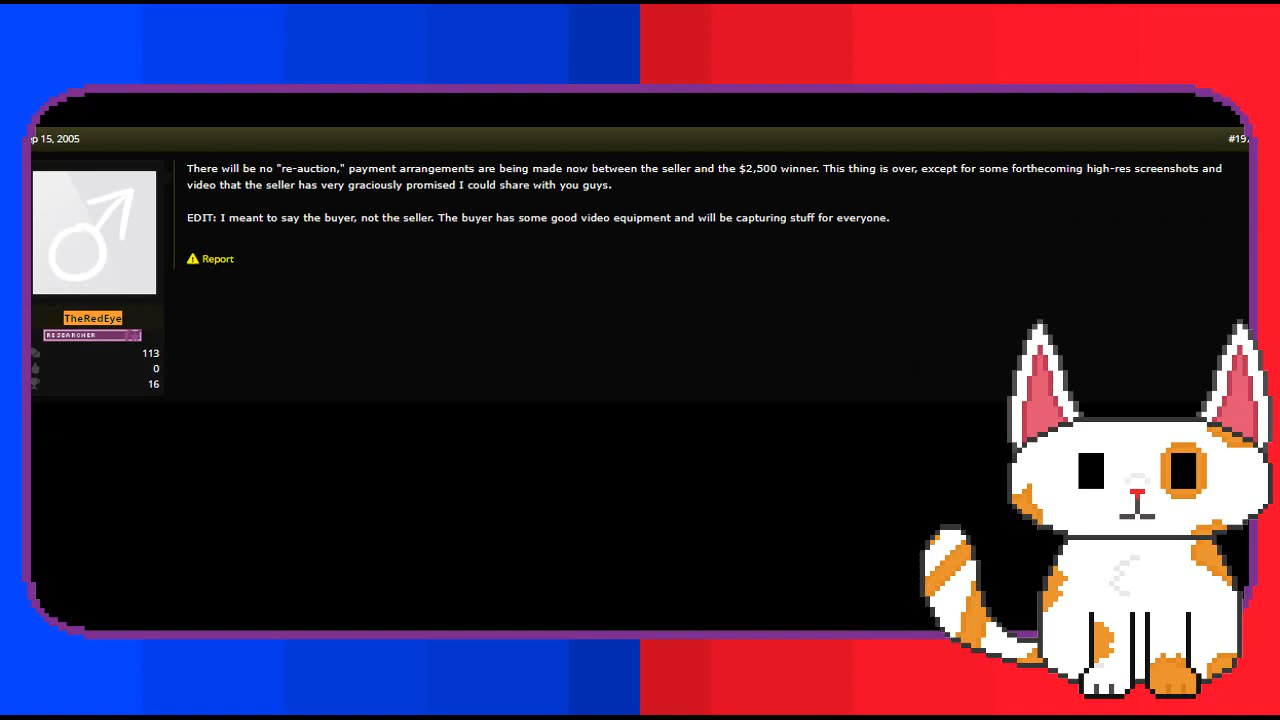 p 15, 2005
#197
There will be no "re-auction," payment arrangements are being made now between the seller and the $2,500 winner. This thing is over, except for some forthcoming high-res screenshots and
video that the seller has very graciously promised I could share with you guys.
EDIT: I meant to say the buyer, not the seller. The buyer has some good video equipment and will be capturing stuff for everyone.
Report
TheRedEye
RESEARCHER
113
0
16